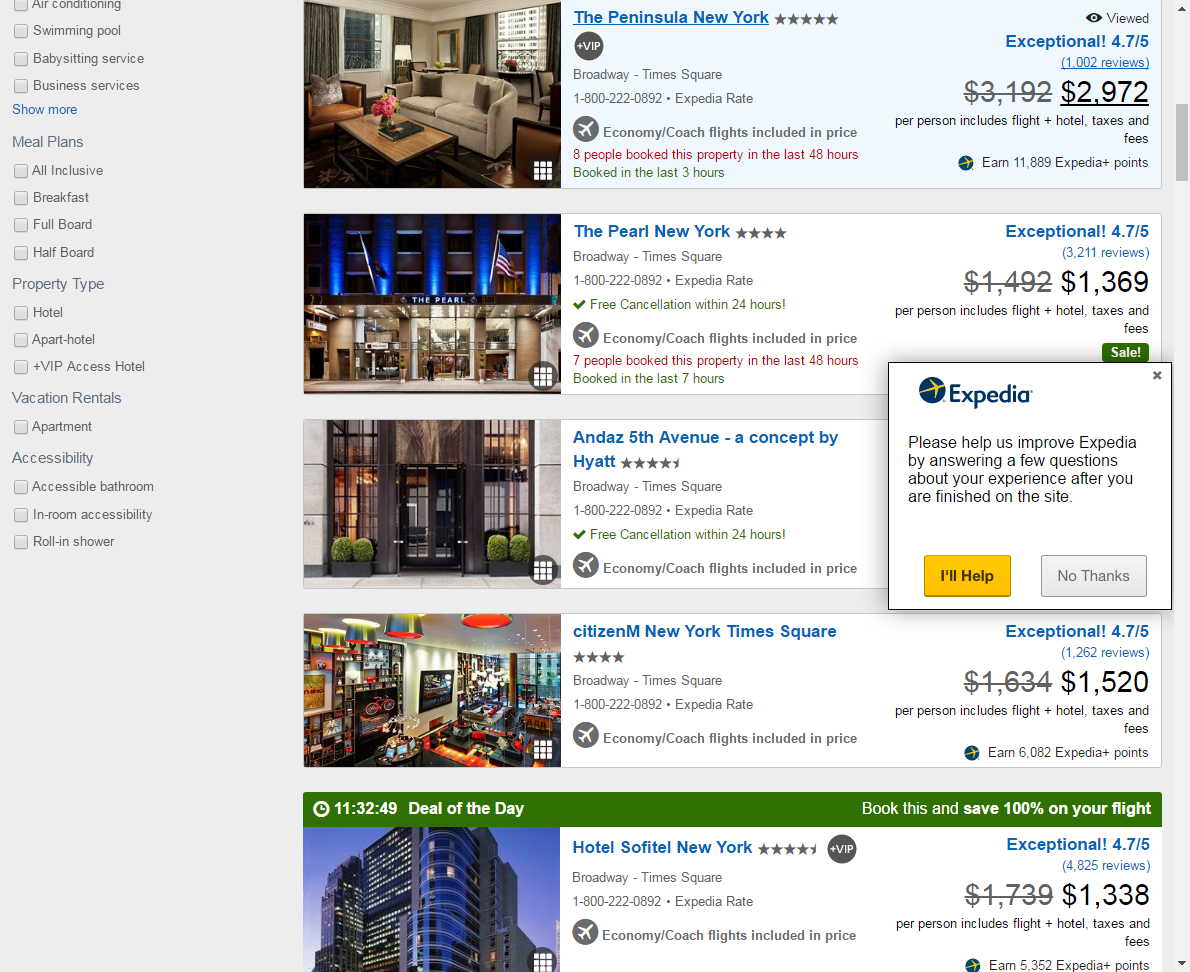 Air conditioning
Swimming pool
Babysitting service
Business services
Show more
Meal Plans
All Inclusive
Breakfast
Full Board
Half Board
Property Type
Hotel
Apart-hotel
+VIP Access Hotel
Vacation Rentals
Apartment
Accessibility
Accessible bathroom
In-room accessibility
Roll-in shower
The Peninsula New York
+VIP
Broadway - Times Square
1-800-222-0892 • Expedia Rate
Economy/Coach flights included in price
8 people booked this property in the last 48 hours
Booked in the last 3 hours
Viewed
Exceptional! 4.7/5
(1,002 reviews)
$3,192 $2,972
per person includes flight + hotel, taxes and
fees
Earn 11,889 Expedia+ points
THE PEARL
The Pearl New York
Broadway - Times Square
1-800-222-0892 • Expedia Rate
Free Cancellation within 24 hours!
Economy/Coach flights included in price
7 people booked this property in the last 48 hours
Booked in the last 7 hours
Exceptional! 4.7/5
(3,211 reviews)
$1,492 $1,369
per person includes flight + hotel, taxes and
fees
Sale!
Andaz 5th Avenue - a concept by
Hyatt
Broadway - Times Square
1-800-222-0892 • Expedia Rate
Free Cancellation within 24 hours!
Economy/Coach flights included in price
Expedia
Please help us improve Expedia
by answering a few questions
about your experience after you
are finished on the site.
I'll Help
No Thanks
citizenM New York Times Square
Broadway - Times Square
1-800-222-0892 • Expedia Rate
Economy/Coach flights included in price
Exceptional! 4.7/5
(1,262 reviews)
$1,634 $1,520
per person includes flight + hotel, taxes and
fees
Earn 6,082 Expedia+ points
11:32:49 Deal of the Day
Book this and save 100% on your flight
Hotel Sofitel New York
+VIP
Broadway - Times Square
1-800-222-0892 • Expedia Rate
Economy/Coach flights included in price
Exceptional! 4.7/5
(4,825 reviews)
$1,739 $1,338
per person includes flight + hotel, taxes and
fees
Earn 5,352 Expedia+ points